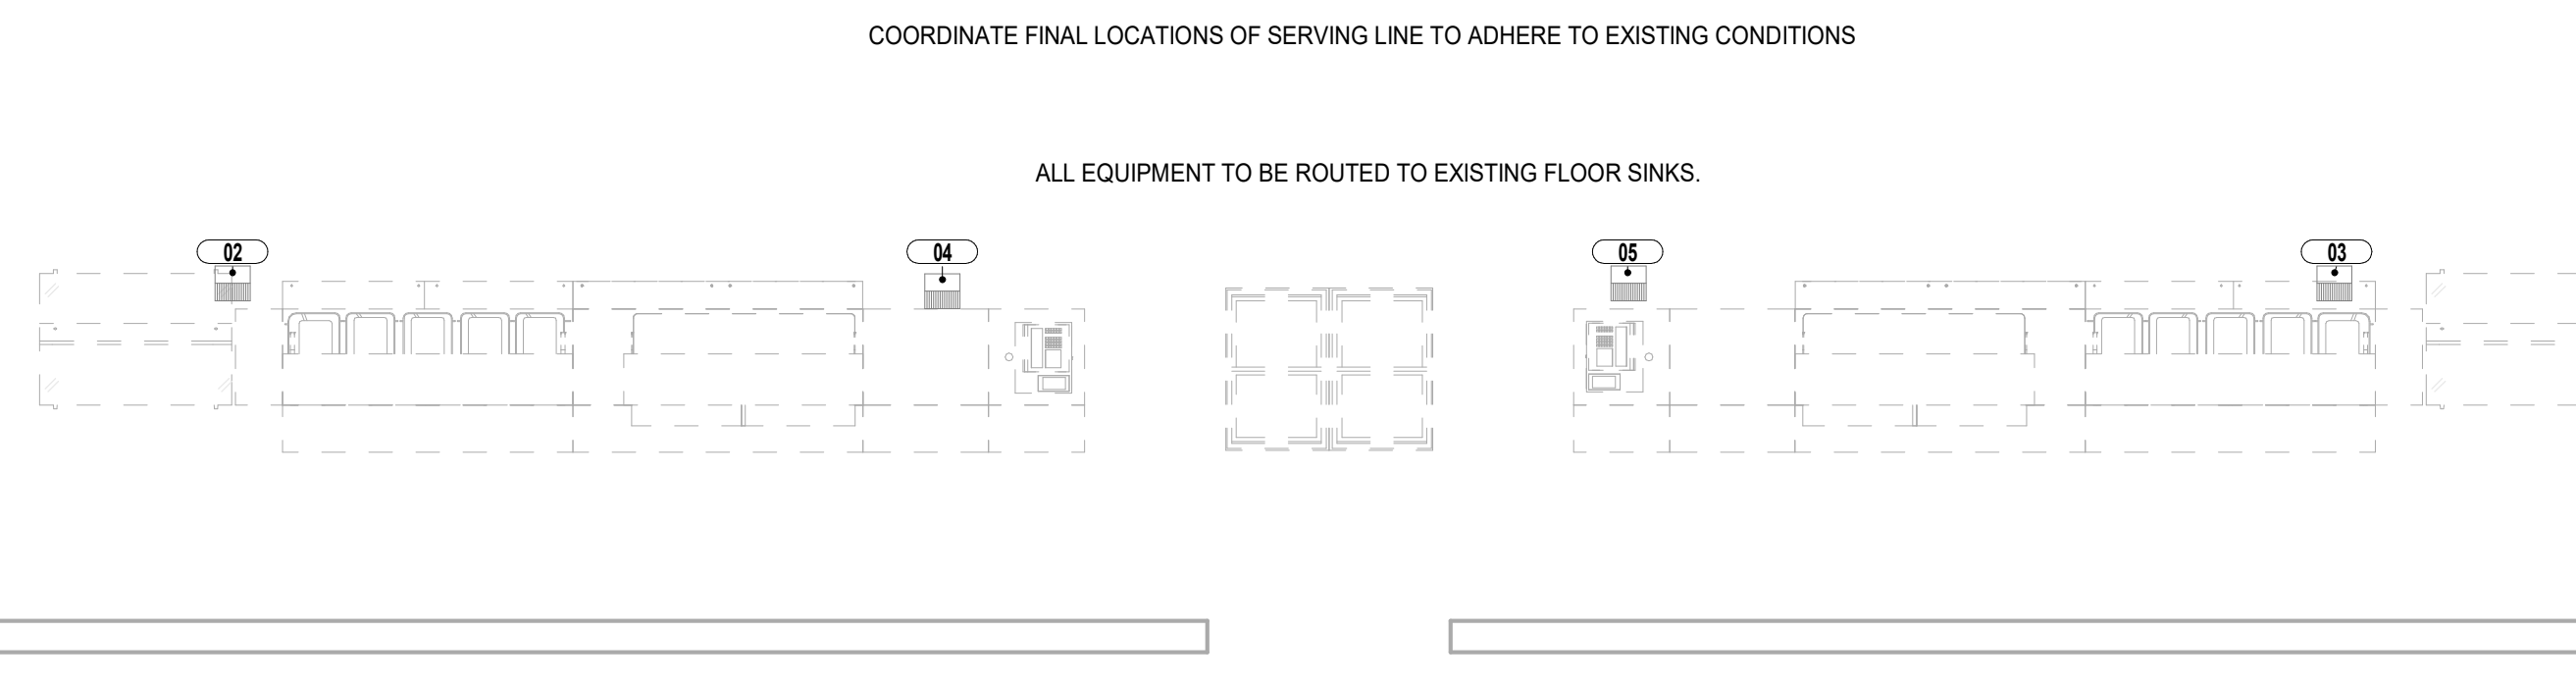 COORDINATE FINAL LOCATIONS OF SERVING LINE TO ADHERE TO EXISTING CONDITIONS
ALL EQUIPMENT TO BE ROUTED TO EXISTING FLOOR SINKS.
02
04
05
03